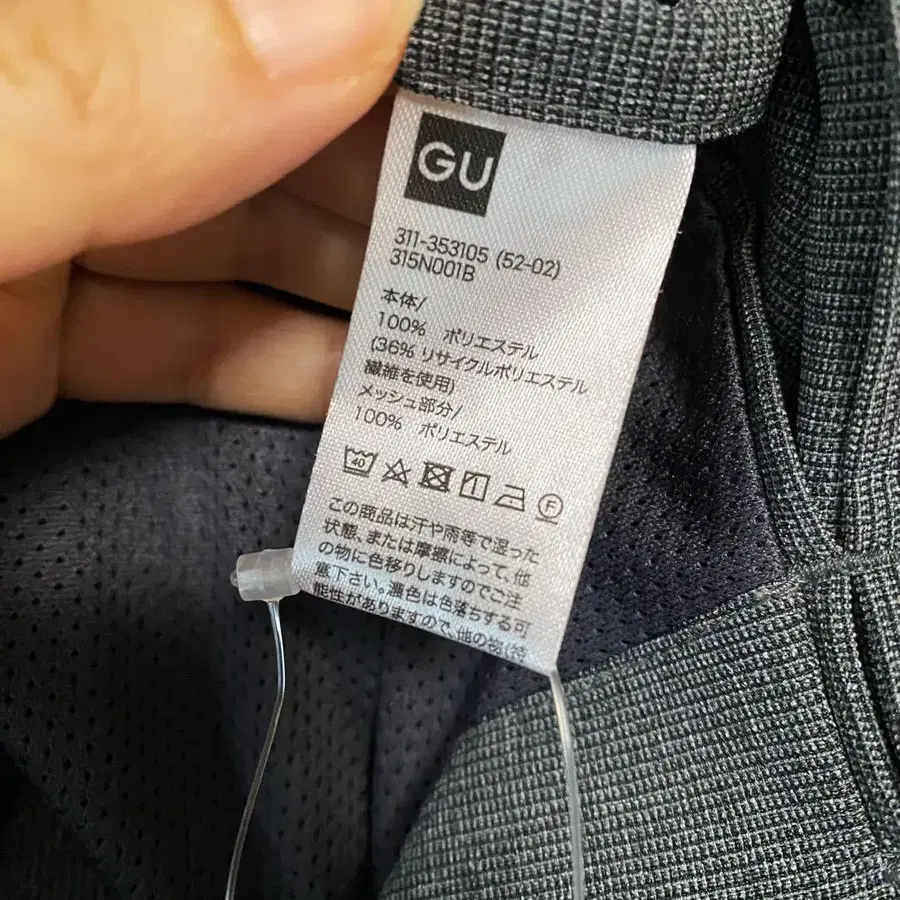 GU
311-353105 (52-02)
315N001B
本体/
100% ポリエステル
(36% リサイクルポリエステル
繊維を使用)
メッシュ部分/
100% ポリエステル
40
F
この商品は汗や雨等で湿った
状態、または摩擦によって、他
の物に色移りしますのでご注
意下さい。濃色は色落ちする可
能性がありますので、他の物(特